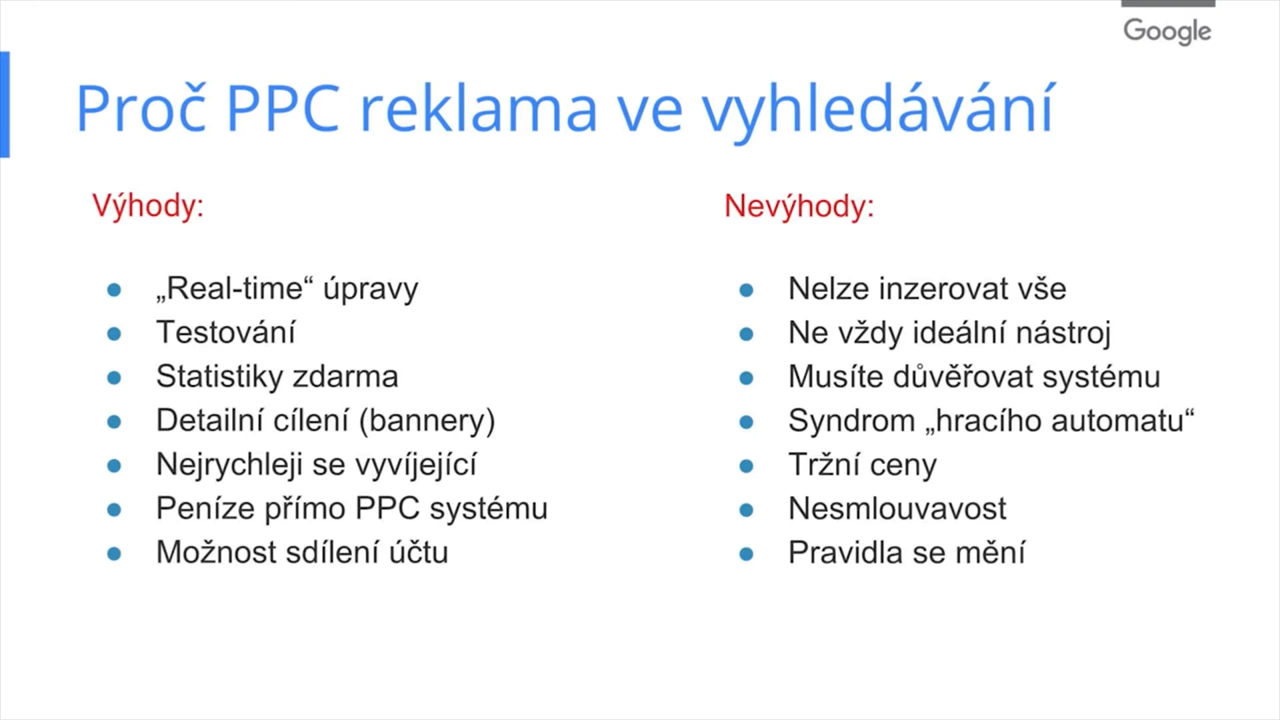 Google
Proč PPC reklama ve vyhledávání
Výhody:
● „Real-time“ úpravy
● Testování
● Statistiky zdarma
● Detailní cílení (bannery)
● Nejrychleji se vyvíjející
● Peníze přímo PPC systému
● Možnost sdílení účtu
Nevýhody:
● Nelze inzerovat vše
● Ne vždy ideální nástroj
● Musíte důvěřovat systému
● Syndrom „hracího automatu“
● Tržní ceny
● Nesmlouvavost
● Pravidla se mění